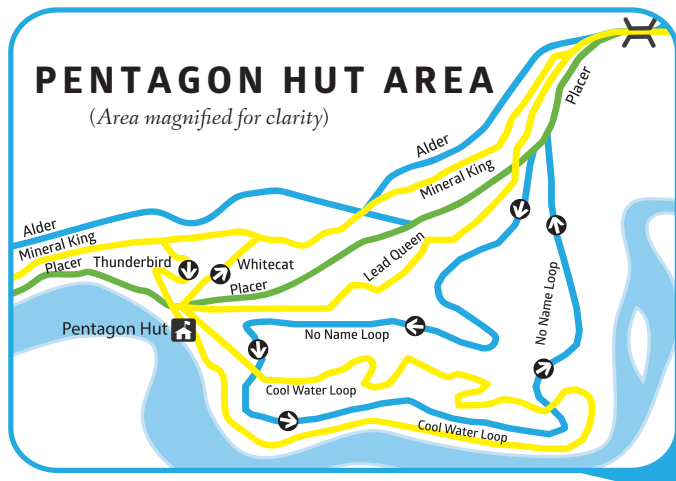 PENTAGON HUT AREA
(Area magnified for clarity)
Placer
Alder
Mineral King
Alder
Mineral King
Placer
Thunderbird
Whitecat
Placer
Lead Queen
No Name Loop
Pentagon Hut
No Name Loop
Cool Water Loop
Cool Water Loop